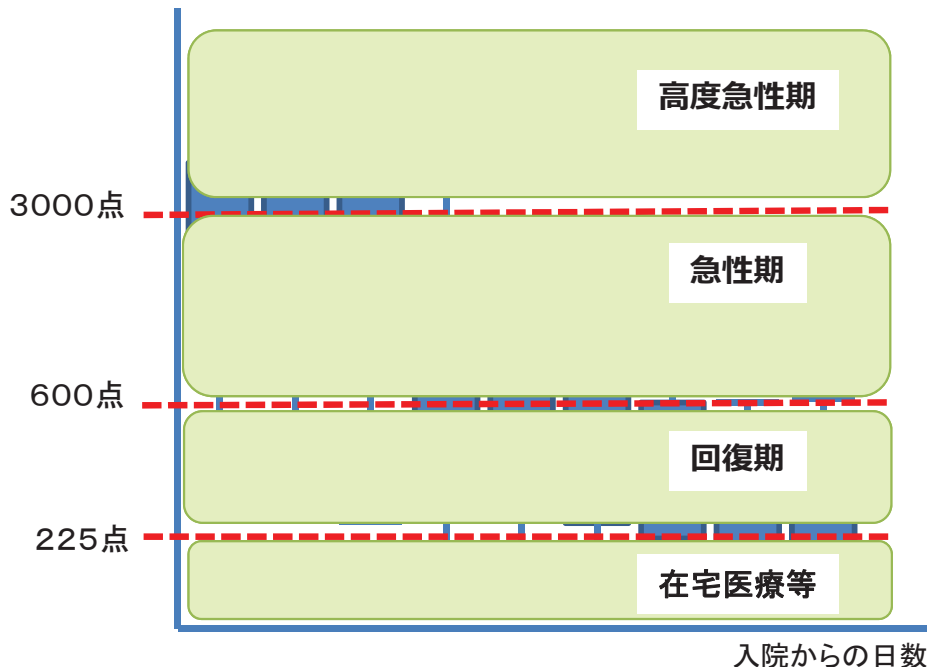 高度急性期
3000点
急性期
600点
回復期
225点
在宅医療等
入院からの日数